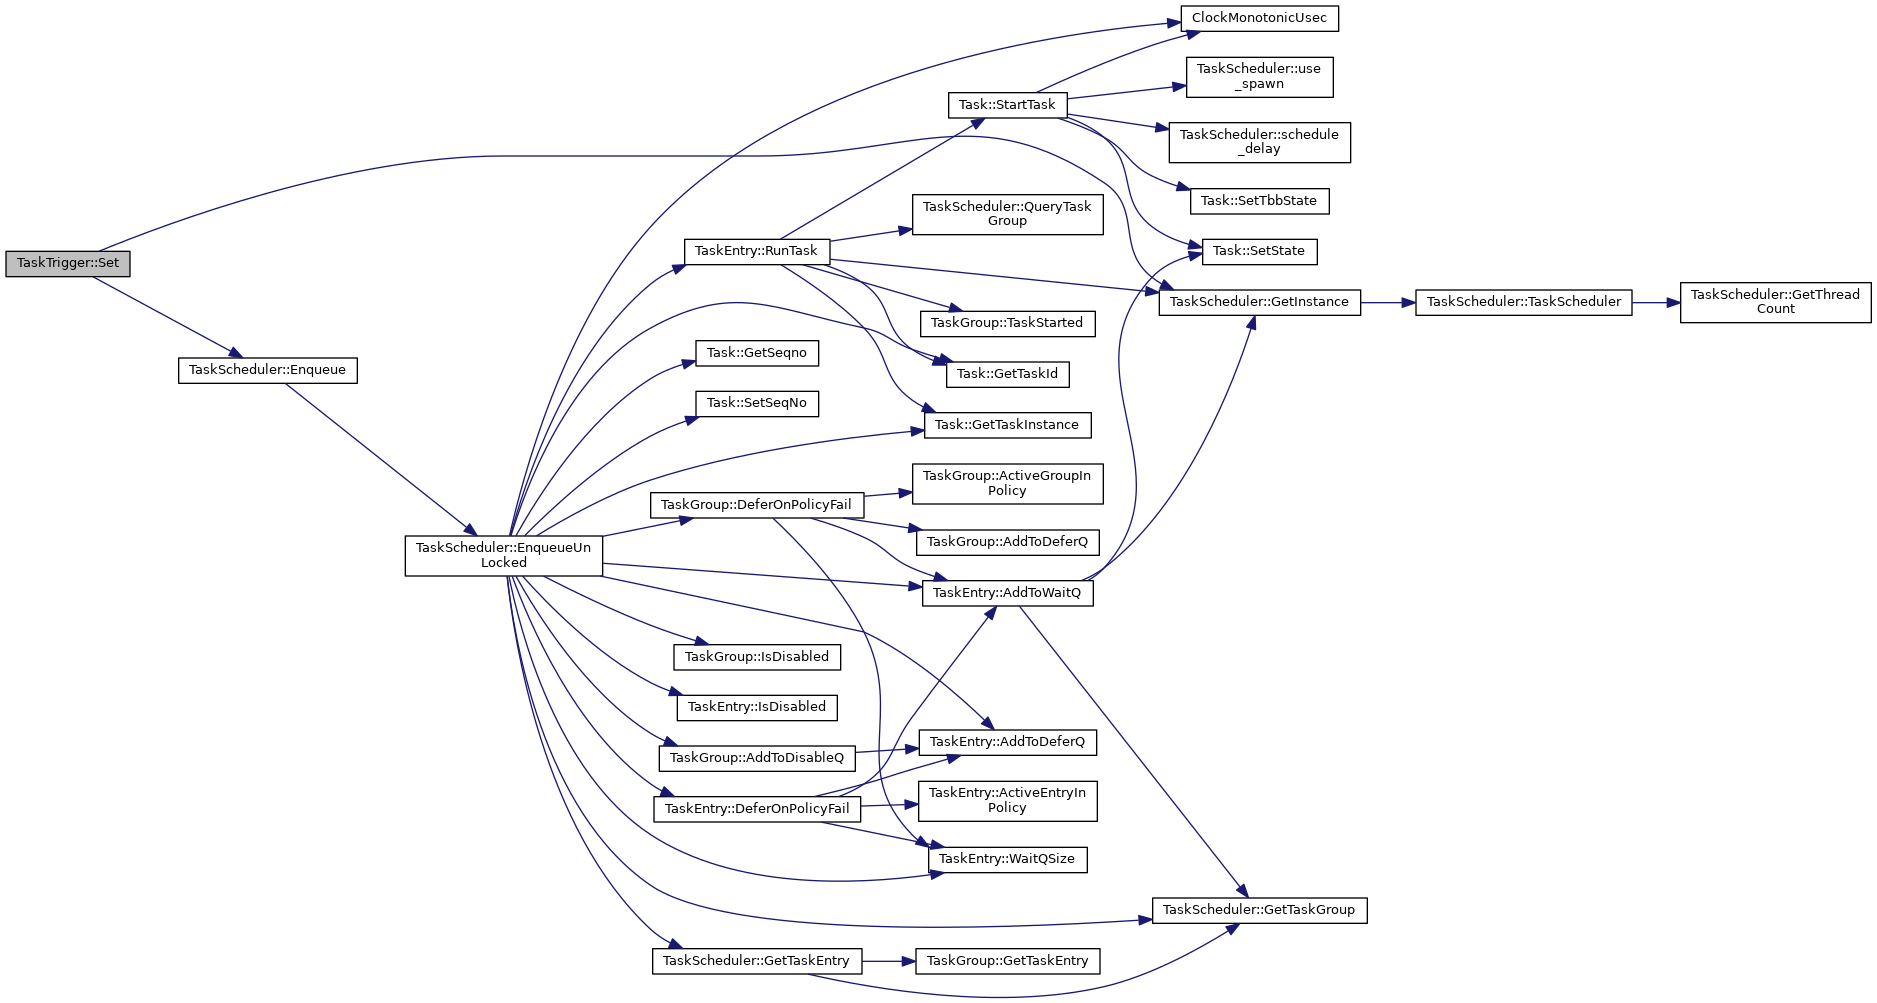 ClockMonotonicUsec
TaskScheduler::use
_spawn
Task::StartTask
TaskScheduler::schedule
_delay
Task::SetTbbState
TaskScheduler::QueryTask
Group
TaskEntry::RunTask
Task::SetState
TaskTrigger::Set
TaskScheduler::GetInstance
TaskScheduler::TaskScheduler
TaskScheduler::GetThread
Count
TaskGroup::TaskStarted
Task::GetSeqno
TaskScheduler::Enqueue
Task::GetTaskId
Task::SetSeqNo
Task::GetTaskInstance
TaskGroup::ActiveGroupIn
Policy
TaskGroup::DeferOnPolicyFail
TaskGroup::AddToDeferQ
TaskScheduler::EnqueueUn
Locked
TaskEntry::AddToWaitQ
TaskGroup::IsDisabled
TaskEntry::IsDisabled
TaskEntry::AddToDeferQ
TaskGroup::AddToDisableQ
TaskEntry::ActiveEntryIn
Policy
TaskEntry::DeferOnPolicyFail
TaskEntry::WaitQSize
TaskScheduler::GetTaskGroup
TaskScheduler::GetTaskEntry
TaskGroup::GetTaskEntry